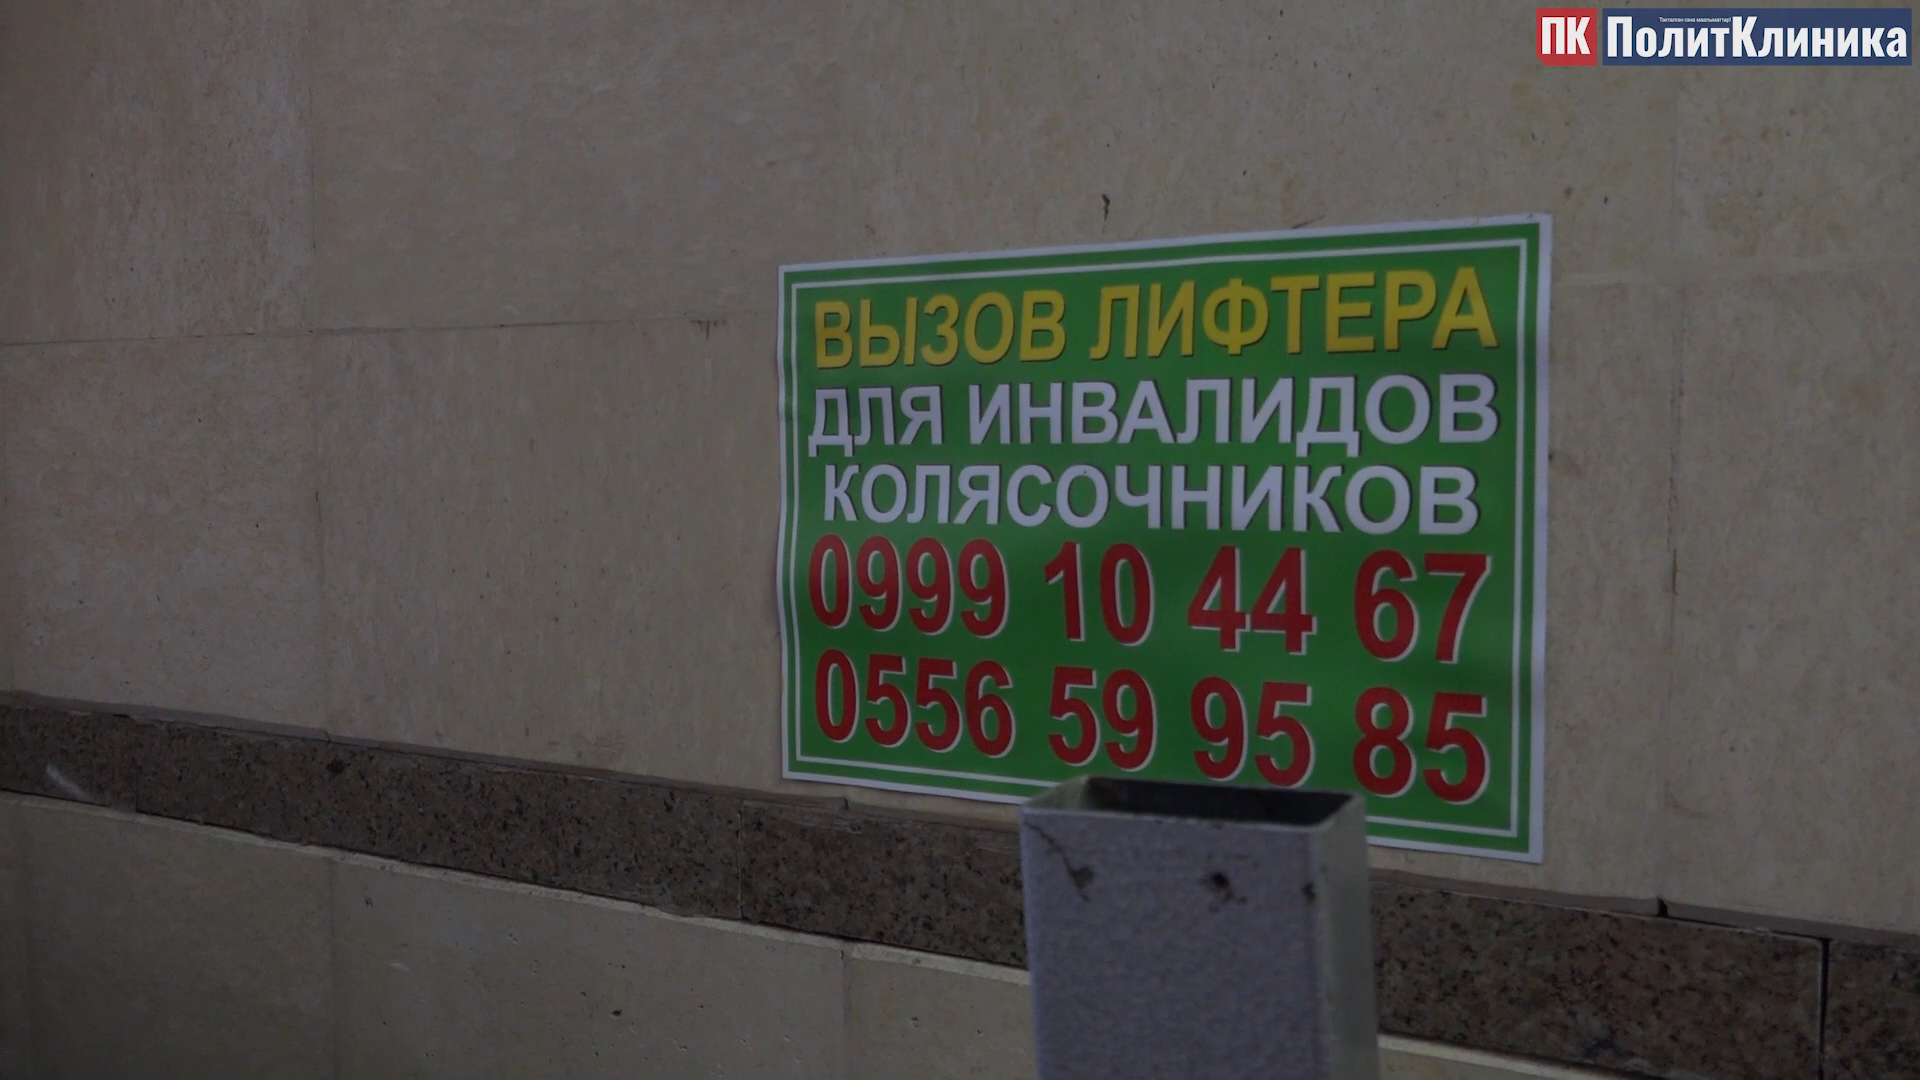 ПК ПолитКлиника
ВЫЗОВ ЛИФТЕРА
ДЛЯ ИНВАЛИДОВ
КОЛЯСОЧНИКОВ
0999 10 44 67
0556 59 95 85